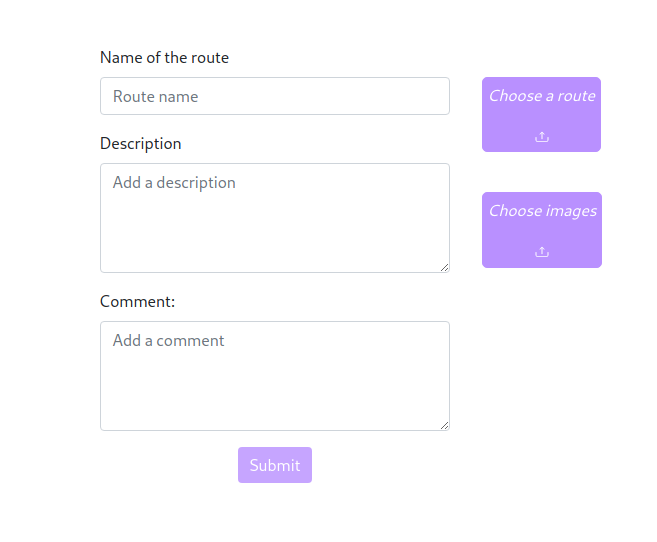 Name of the route
Route name
Choose a route
Description
Add a description
Choose images
Comment:
Add a comment
Submit